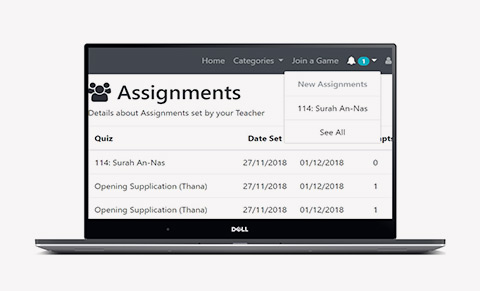 Home Categories Join a Game 1
New Assignments
114: Surah An-Nas
See All
Assignments
Details about Assignments set by your Teacher
Quiz Date Set
114: Surah An-Nas 27/11/2018 01/12/2018 0
Opening Supplication (Thana) 27/11/2018 01/12/2018 1
Opening Supplication (Thana) 27/11/2018 01/12/2018 1
DELL